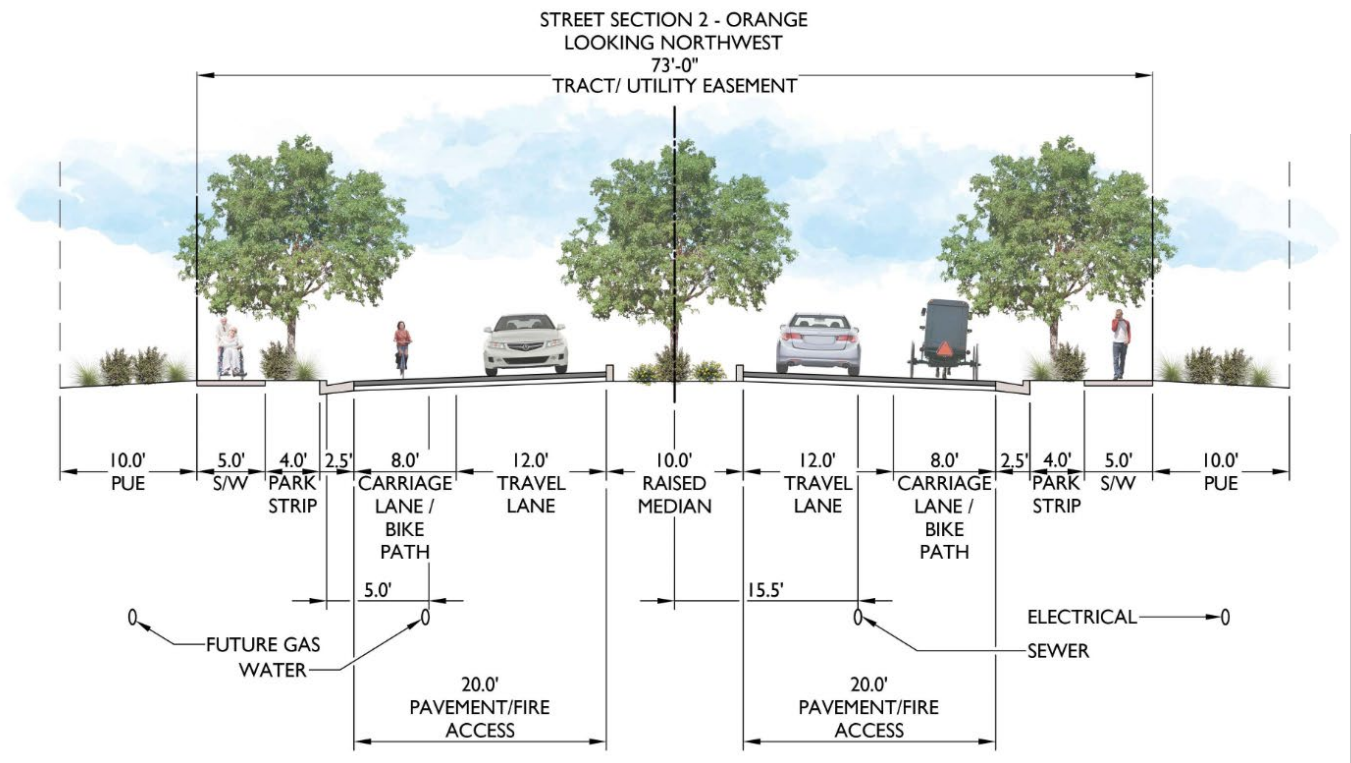 STREET SECTION 2 - ORANGE
LOOKING NORTHWEST
73'-0"
TRACT/ UTILITY EASEMENT
10.0' 5.0' 4.0' 2.5' 8.0' 12.0' 10.0' 12.0' 8.0' 2.5' 4.0' 5.0' 10.0'
PUE S/W PARK CARRIAGE TRAVEL RAISED TRAVEL CARRIAGE PARK S/W PUE
STRIP LANE / LANE MEDIAN LANE LANE / STRIP
BIKE BIKE
PATH PATH
5.0' 15.5'
ELECTRICAL
FUTURE GAS SEWER
WATER
20.0' 20.0'
PAVEMENT/FIRE PAVEMENT/FIRE
ACCESS ACCESS